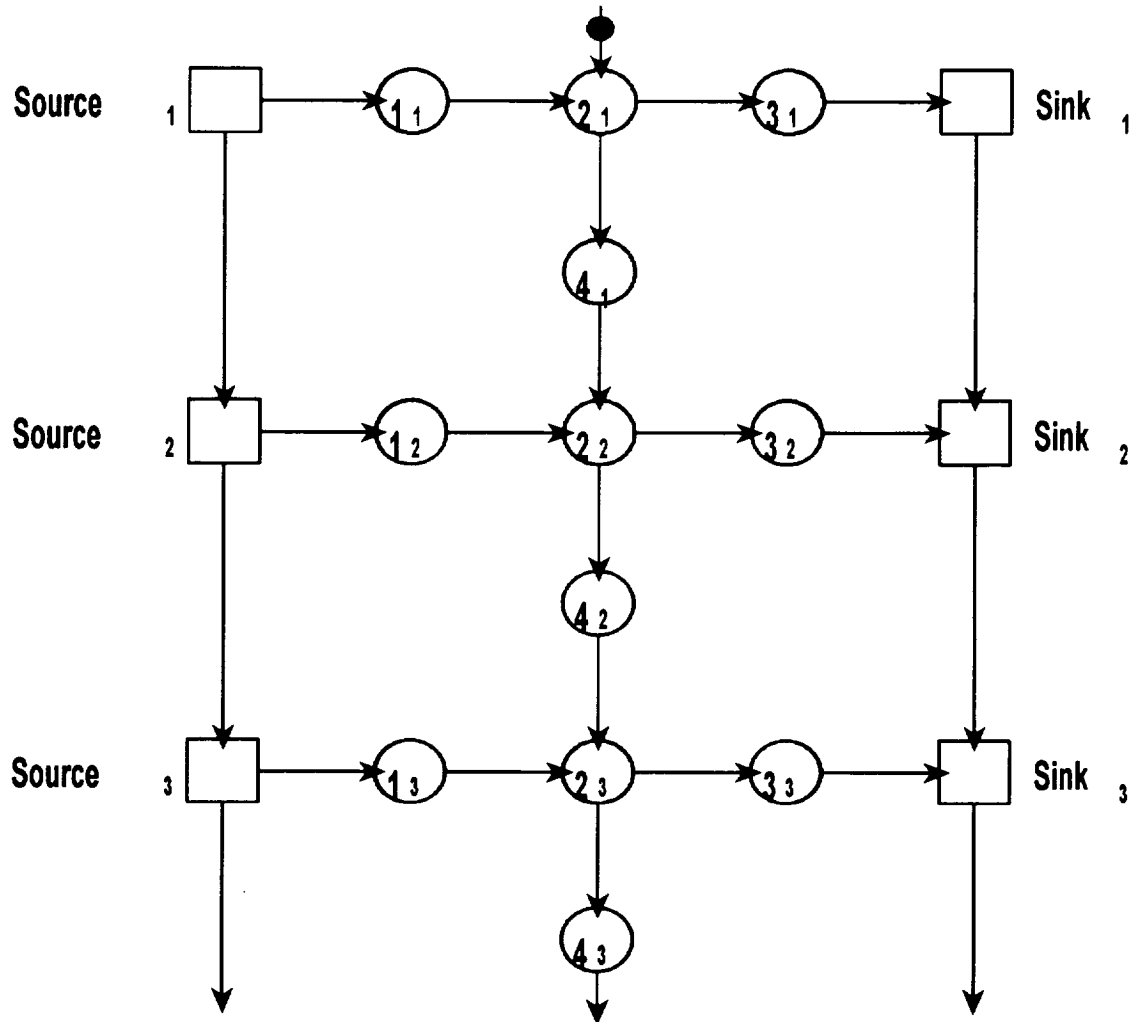 Source 1 1 1 2 1 3 1 Sink 1
4 1
Source 2 1 2 2 2 3 2 Sink 2
4 2
Source 3 1 3 2 3 3 3 Sink 3
4 3